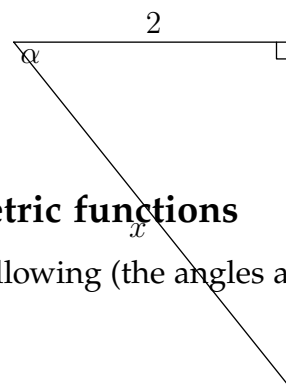 2
α
etric functions
x
llowing (the angles a